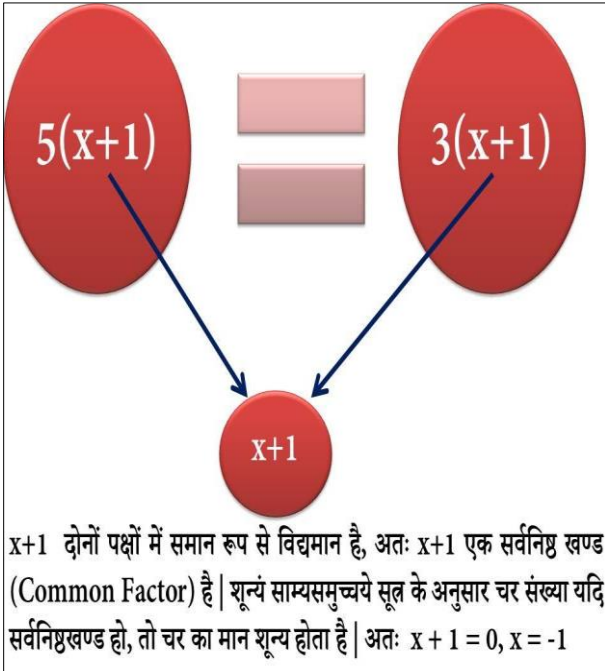 5(x+1) = 3(x+1)
x+1
x+1 दोनों पक्षों में समान रूप से विद्यमान है, अतः x+1 एक सर्वनिष्ठ खण्ड
(Common Factor) है | शून्यं साम्यसमुच्चये सूत्र के अनुसार चर संख्या यदि
सर्वनिष्ठखण्ड हो, तो चर का मान शून्य होता है | अतः x + 1 = 0, x = -1